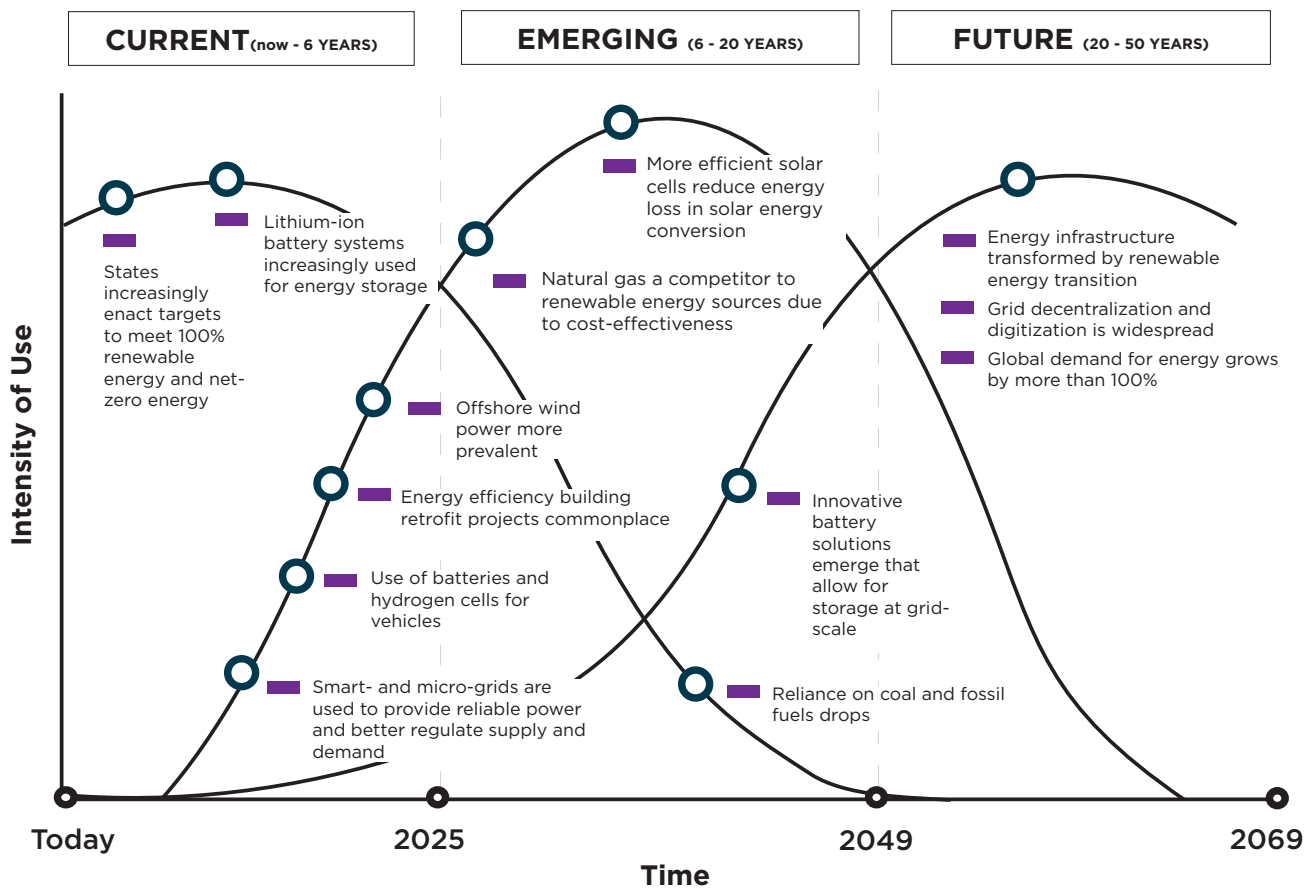 CURRENT (now - 6 YEARS)
EMERGING (6 - 20 YEARS)
FUTURE (20 - 50 YEARS)
Intensity of Use
States
increasingly
enact targets
to meet 100%
renewable
energy and net-
zero energy
Lithium-ion
battery systems
increasingly used
for energy storage
More efficient solar
cells reduce energy
loss in solar energy
conversion
Natural gas a competitor to
renewable energy sources due
to cost-effectiveness
Offshore wind
power more
prevalent
Energy efficiency building
retrofit projects commonplace
Use of batteries and
hydrogen cells for
vehicles
Smart- and micro-grids are
used to provide reliable power
and better regulate supply and
demand
Energy infrastructure
transformed by renewable
energy transition
Grid decentralization and
digitization is widespread
Global demand for energy grows
by more than 100%
Innovative
battery
solutions
emerge that
allow for
storage at grid-
scale
Reliance on coal and fossil
fuels drops
Today
2025
2049
2069
Time